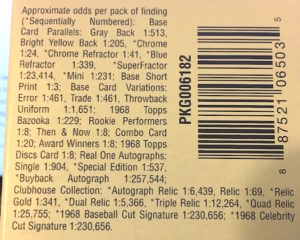 Approximate odds per pack of finding
(*Sequentially Numbered): Base
Card Parallels: Gray Back 1:513,
Bright Yellow Back 1:205, *Chrome
1:24, *Chrome Refractor 1:41, *Blue
Refractor 1:339, *SuperFractor
1:23,414, *Mini 1:231; Base Short
Print 1:3; Base Card Variations:
Error 1:461, Trade 1:461, Throwback
Uniform 1:1,651; 1968 Topps
Bazooka 1:229; Rookie Performers
1:8; Then & Now 1:8; Combo Card
1:20; Award Winners 1:8; 1968 Topps
Discs Card 1:8; Real One Autographs:
Single 1:904, *Special Edition 1:537,
*Buyback Autograph 1:257,544;
Clubhouse Collection: *Autograph Relic 1:6,439, Relic 1:69, *Relic
Gold 1:341, *Dual Relic 1:5,366, *Triple Relic 1:12,264, *Quad Relic
1:25,755; *1968 Baseball Cut Signature 1:230,656; *1968 Celebrity
Cut Signature 1:230,656.
PKG006182
8 87521 06503 5